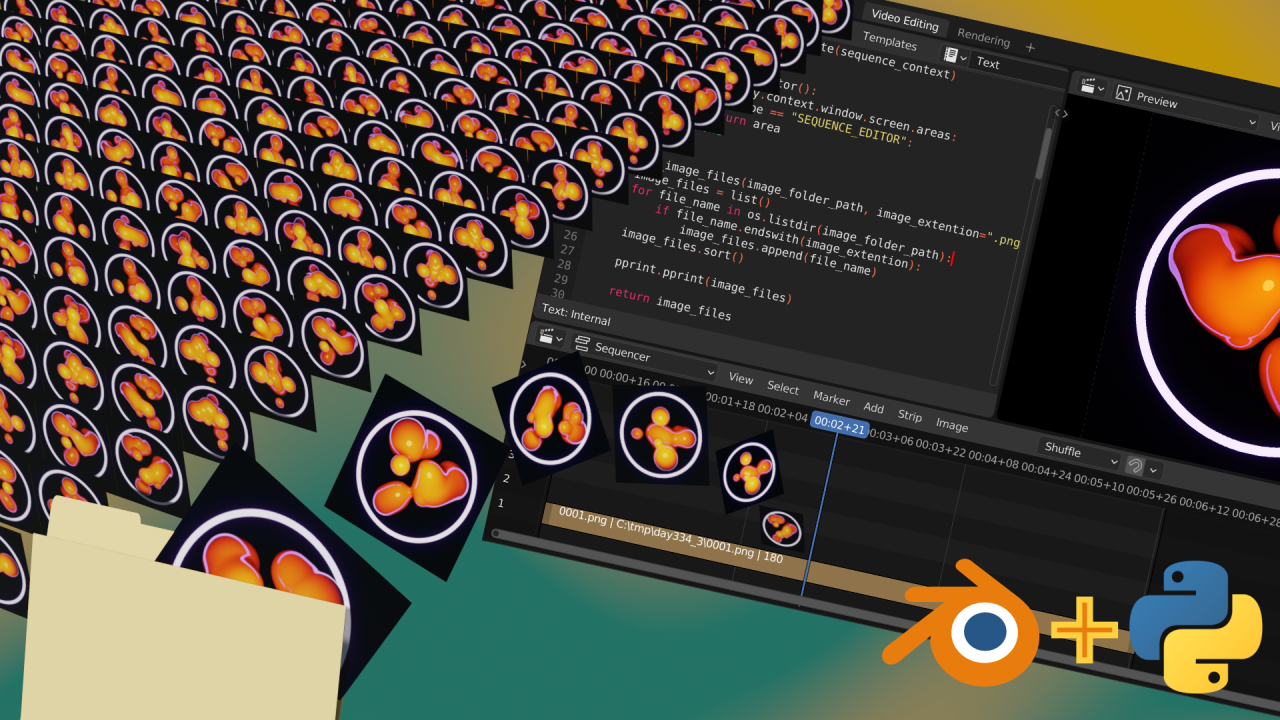 Video Editing
Rendering
+
Templates
Text
Preview
te(sequence_context)
tor():
y.context.window.screen.areas:
pe == "SEQUENCE_EDITOR":
urn area
image_files(image_folder_path, image_extention=".png
image_files = list()
for file_name in os.listdir(image_folder_path):
if file_name.endswith(image_extention):
26 image_files.append(file_name)
27 image_files.sort()
28 pprint.pprint(image_files)
29
30 return image_files
Text: Internal
Sequencer
View
Select
Marker
Add
Strip
Image
Shuffle
00:00+16
00:01+18
00:02+04
00:02+21
00:03+06
00:03+22
00:04+08
00:04+24
00:05+10
00:05+26
00:06+12
00:06+28
3
2
1
0001.png | C:\tmp\day334_3\0001.png | 180